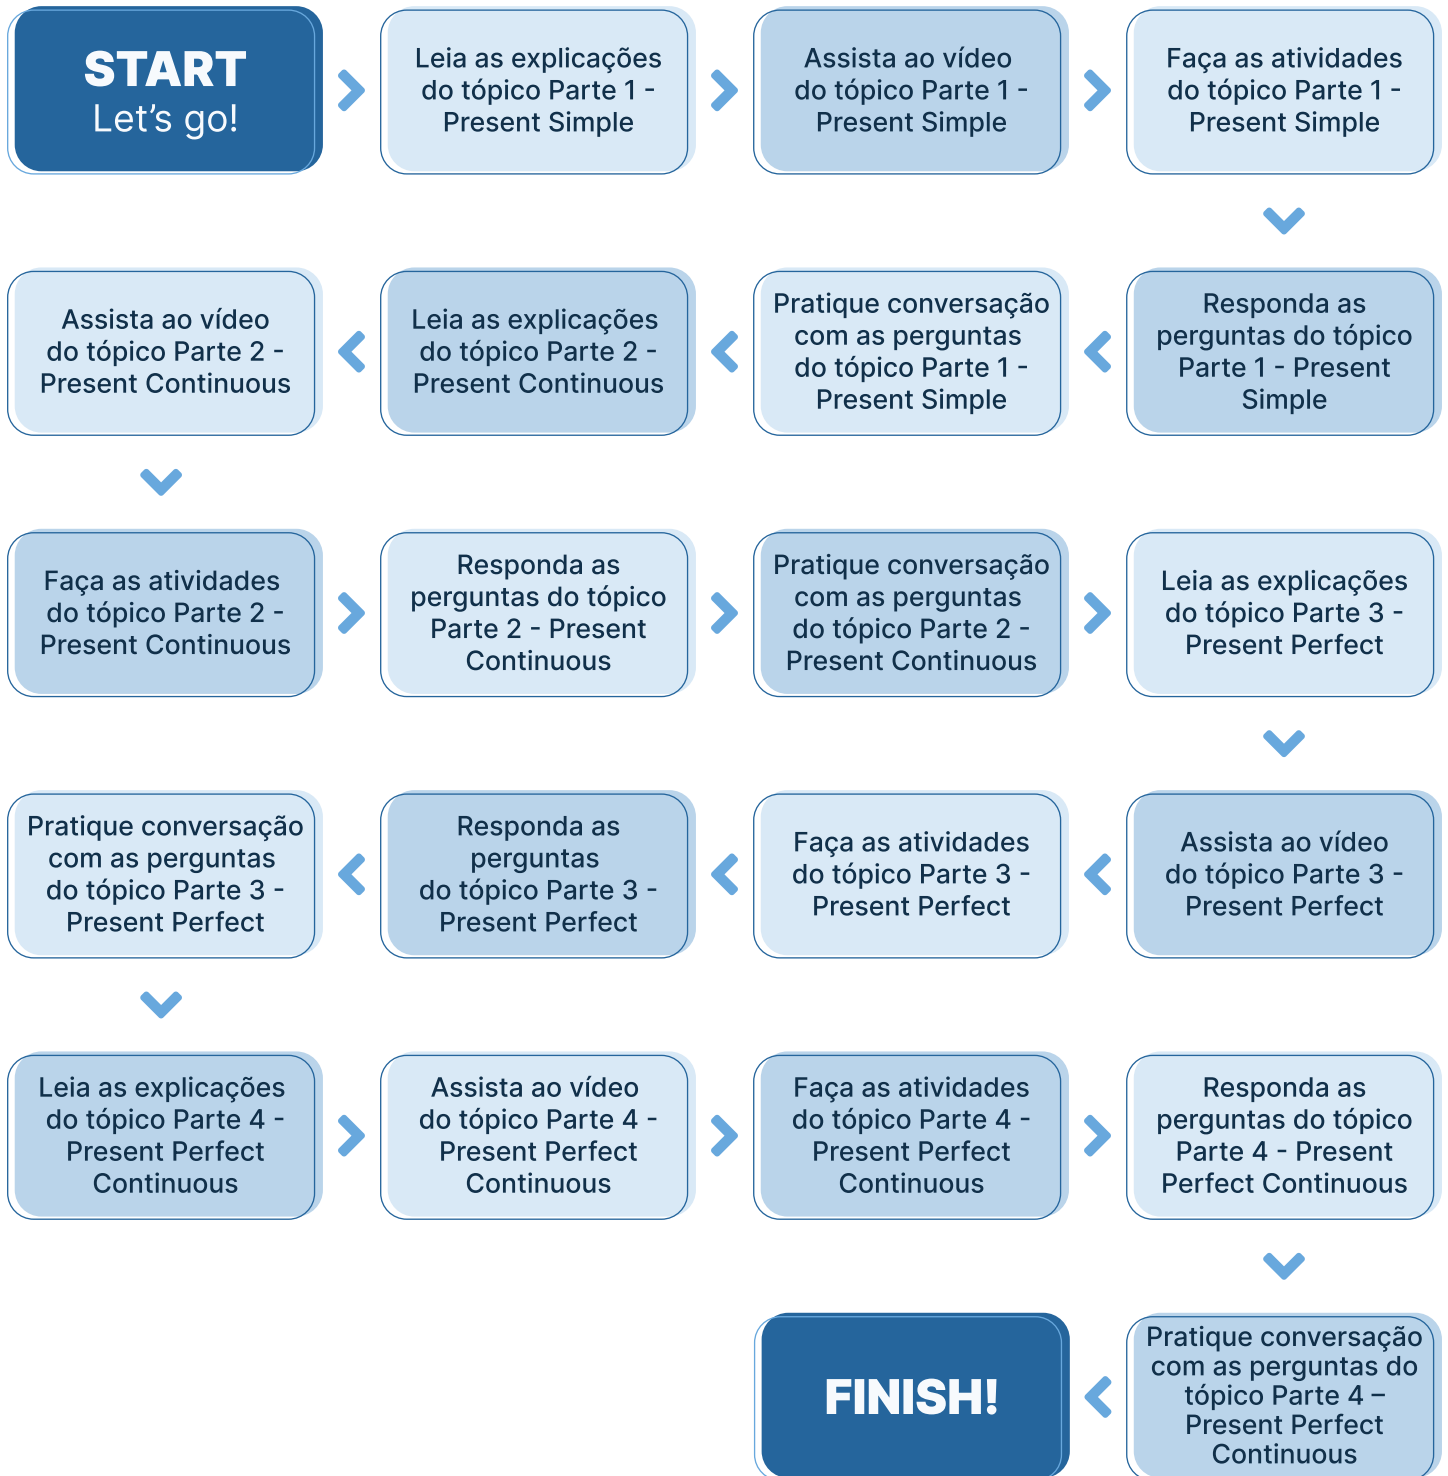 START
Let's go!
Leia as explicações
do tópico Parte 1 -
Present Simple
Assista ao vídeo
do tópico Parte 1 -
Present Simple
Faça as atividades
do tópico Parte 1 -
Present Simple
Responda as
perguntas do tópico
Parte 1 - Present
Simple
Pratique conversação
com as perguntas
do tópico Parte 1 -
Present Simple
Leia as explicações
do tópico Parte 2 -
Present Continuous
Assista ao vídeo
do tópico Parte 2 -
Present Continuous
Faça as atividades
do tópico Parte 2 -
Present Continuous
Responda as
perguntas do tópico
Parte 2 - Present
Continuous
Pratique conversação
com as perguntas
do tópico Parte 2 -
Present Continuous
Leia as explicações
do tópico Parte 3 -
Present Perfect
Assista ao vídeo
do tópico Parte 3 -
Present Perfect
Faça as atividades
do tópico Parte 3 -
Present Perfect
Responda as
perguntas
do tópico Parte 3 -
Present Perfect
Pratique conversação
com as perguntas
do tópico Parte 3 -
Present Perfect
Leia as explicações
do tópico Parte 4 -
Present Perfect
Continuous
Assista ao vídeo
do tópico Parte 4 -
Present Perfect
Continuous
Faça as atividades
do tópico Parte 4 -
Present Perfect
Continuous
Responda as
perguntas do tópico
Parte 4 - Present
Perfect Continuous
Pratique conversação
com as perguntas do
tópico Parte 4 –
Present Perfect
Continuous
FINISH!